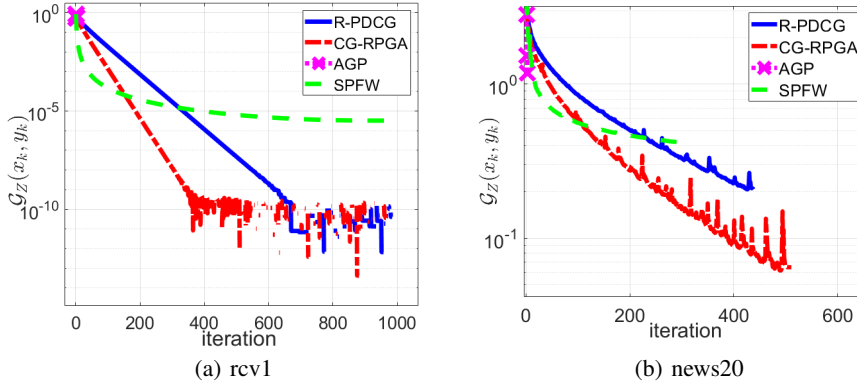 R-PDCG
CG-RPGA
AGP
SPFW
10^0
10^-5
10^-10
G_Z(x_k, y_k)
0 200 400 600 800 1000
iteration
(a) rcv1
R-PDCG
CG-RPGA
AGP
SPFW
10^0
10^-1
G_Z(x_k, y_k)
0 200 400 600
iteration
(b) news20